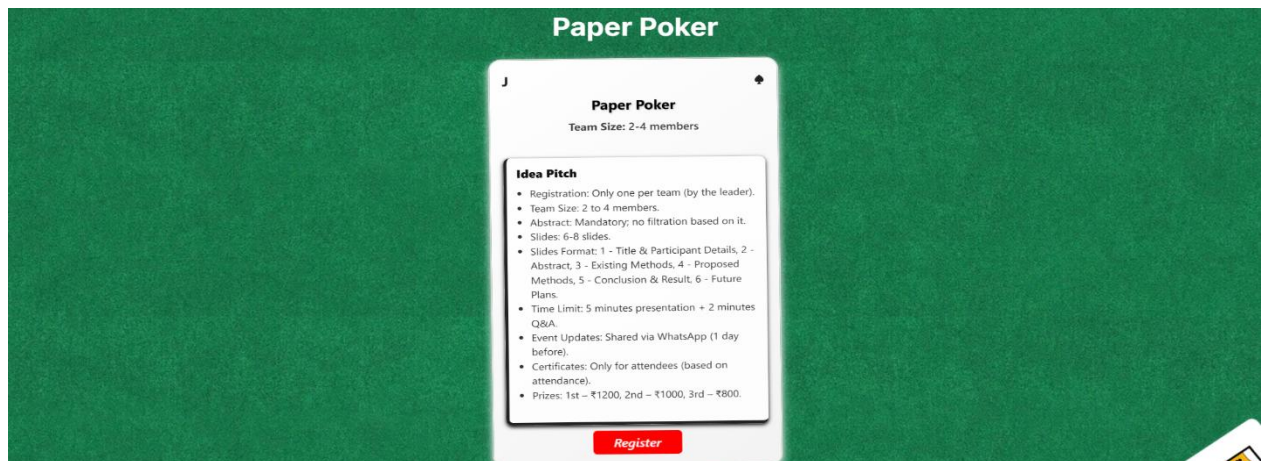 Paper Poker
J ♠
Paper Poker
Team Size: 2-4 members
Idea Pitch
• Registration: Only one per team (by the leader).
• Team Size: 2 to 4 members.
• Abstract: Mandatory; no filtration based on it.
• Slides: 6-8 slides.
• Slides Format: 1 - Title & Participant Details, 2 -
Abstract, 3 - Existing Methods, 4 - Proposed
Methods, 5 - Conclusion & Result, 6 - Future
Plans.
• Time Limit: 5 minutes presentation + 2 minutes
Q&A.
• Event Updates: Shared via WhatsApp (1 day
before).
• Certificates: Only for attendees (based on
attendance).
• Prizes: 1st – ₹1200, 2nd – ₹1000, 3rd – ₹800.
Register